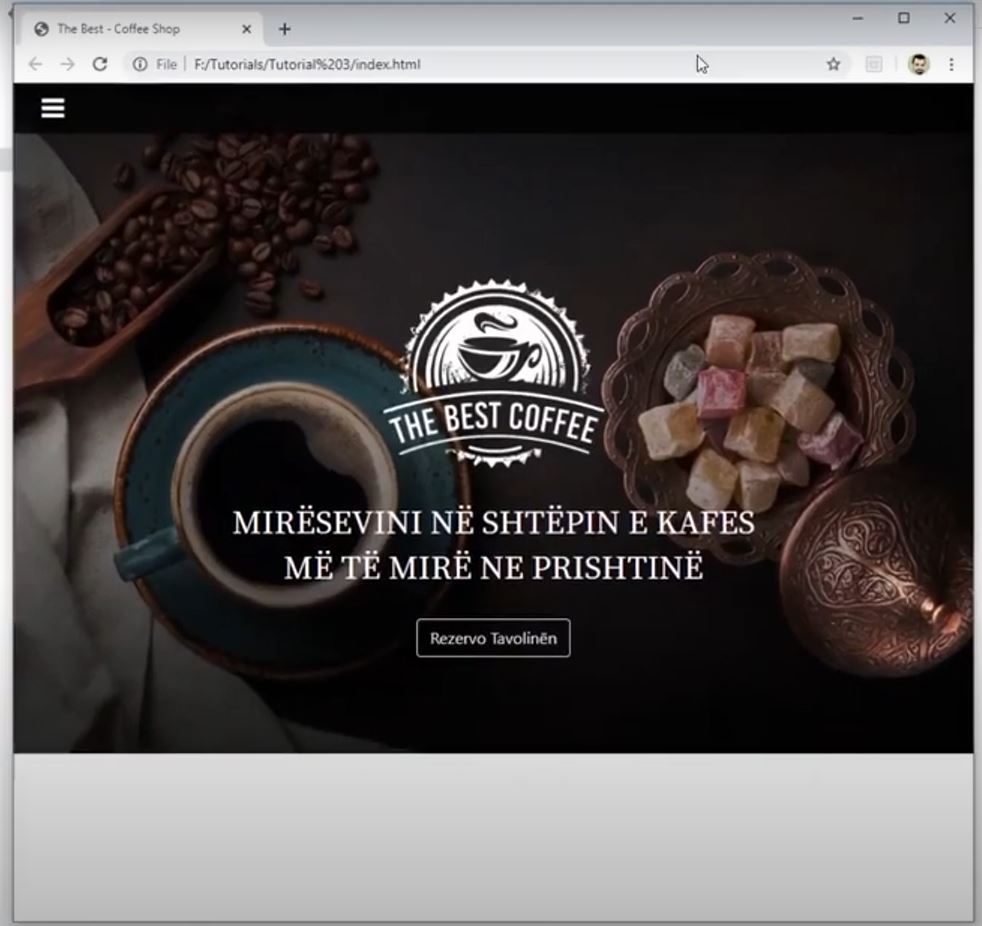 The Best - Coffee Shop
File F:/Tutorials/Tutorial%203/index.html
THE BEST COFFEE
MIRËSEVINI NË SHTËPIN E KAFES
MË TË MIRË NE PRISHTINË
Rezervo Tavolinën